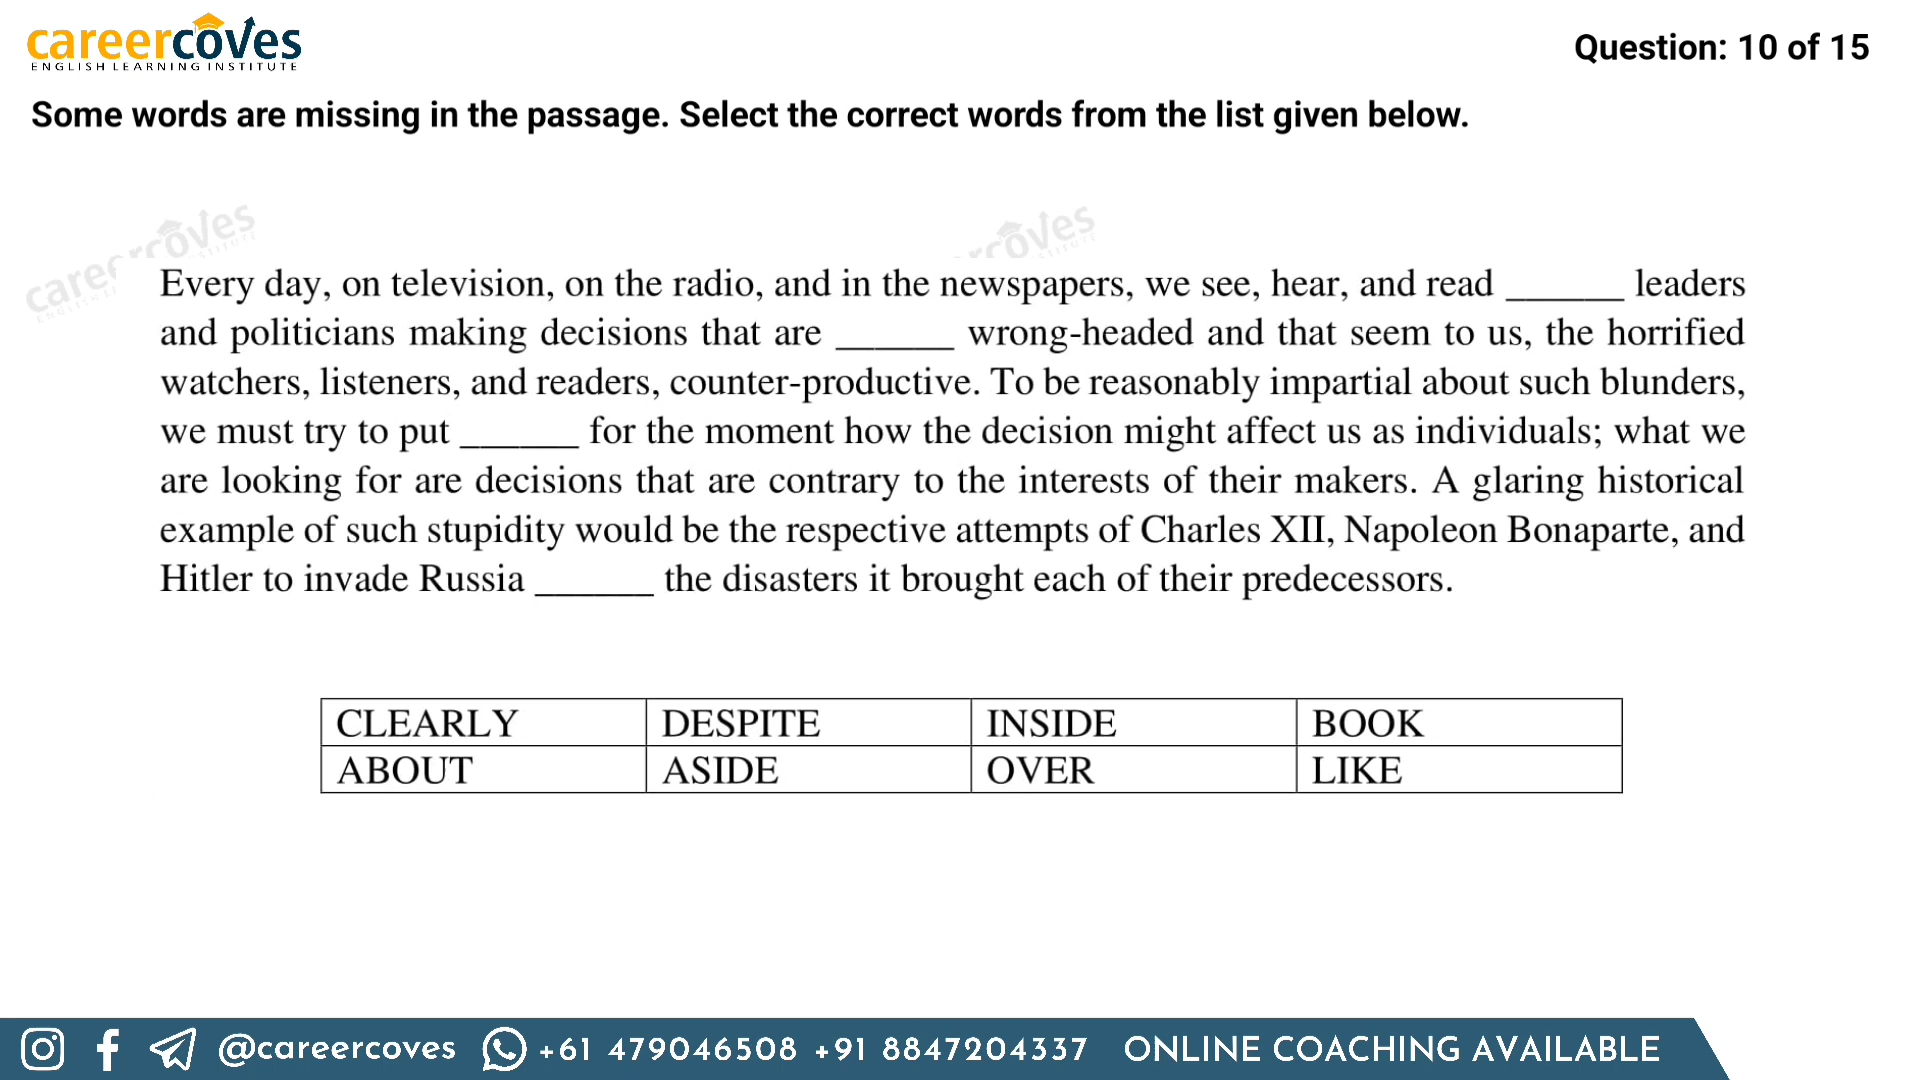 careercoves
ENGLISH LEARNING INSTITUTE
Question: 10 of 15
Some words are missing in the passage. Select the correct words from the list given below.
Every day, on television, on the radio, and in the newspapers, we see, hear, and read ______ leaders
and politicians making decisions that are ______ wrong-headed and that seem to us, the horrified
watchers, listeners, and readers, counter-productive. To be reasonably impartial about such blunders,
we must try to put ______ for the moment how the decision might affect us as individuals; what we
are looking for are decisions that are contrary to the interests of their makers. A glaring historical
example of such stupidity would be the respective attempts of Charles XII, Napoleon Bonaparte, and
Hitler to invade Russia ______ the disasters it brought each of their predecessors.
CLEARLY DESPITE INSIDE BOOK
ABOUT ASIDE OVER LIKE
@careercoves +61 479046508 +91 8847204337 ONLINE COACHING AVAILABLE